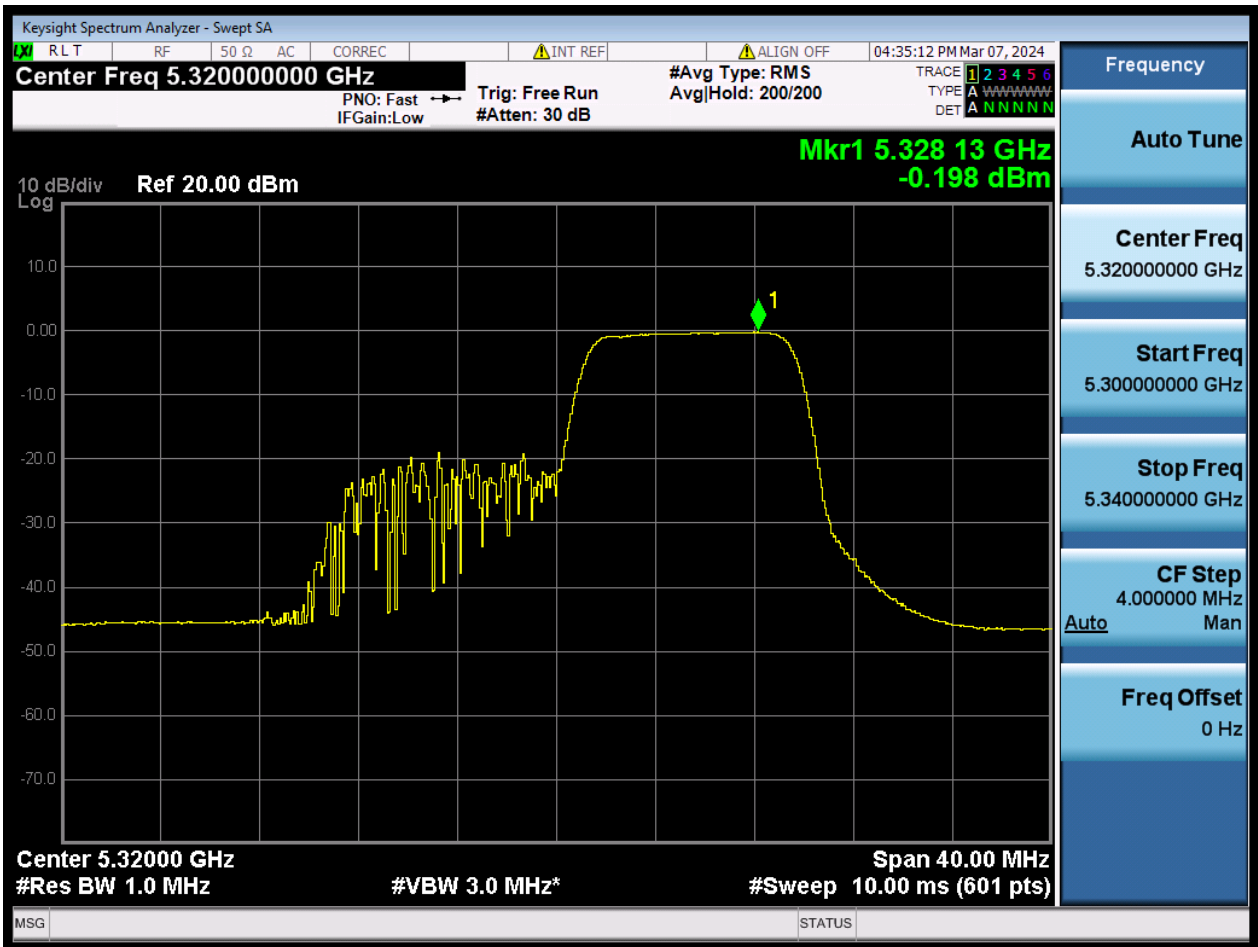 Keysight Spectrum Analyzer - Swept SA
LXI RLT RF 50 Ω AC CORREC INT REF ALIGN OFF 04:35:12 PM Mar 07, 2024
Center Freq 5.320000000 GHz
PNO: Fast
IFGain:Low
Trig: Free Run
#Atten: 30 dB
#Avg Type: RMS
Avg|Hold: 200/200
TRACE 1 2 3 4 5 6
TYPE A WWWWW
DET A N N N N N
Mkr1 5.328 13 GHz
-0.198 dBm
10 dB/div Ref 20.00 dBm
Log
1
10.0
0.00
-10.0
-20.0
-30.0
-40.0
-50.0
-60.0
-70.0
Center 5.32000 GHz Span 40.00 MHz
#Res BW 1.0 MHz #VBW 3.0 MHz* #Sweep 10.00 ms (601 pts)
MSG STATUS
Frequency
Auto Tune
Center Freq
5.320000000 GHz
Start Freq
5.300000000 GHz
Stop Freq
5.340000000 GHz
CF Step
4.000000 MHz
Auto Man
Freq Offset
0 Hz